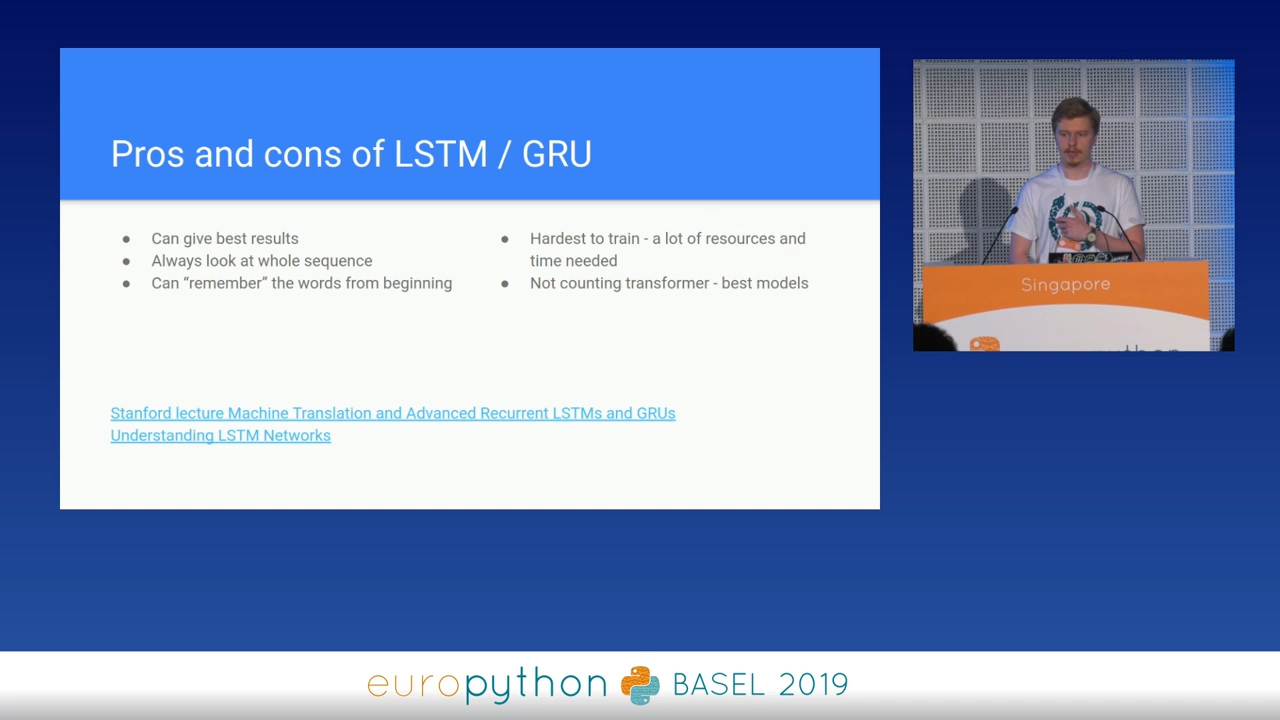 Pros and cons of LSTM / GRU
● Can give best results
● Always look at whole sequence
● Can “remember” the words from beginning
● Hardest to train - a lot of resources and
time needed
● Not counting transformer - best models
Stanford lecture Machine Translation and Advanced Recurrent LSTMs and GRUs
Understanding LSTM Networks
Singapore
europython BASEL 2019